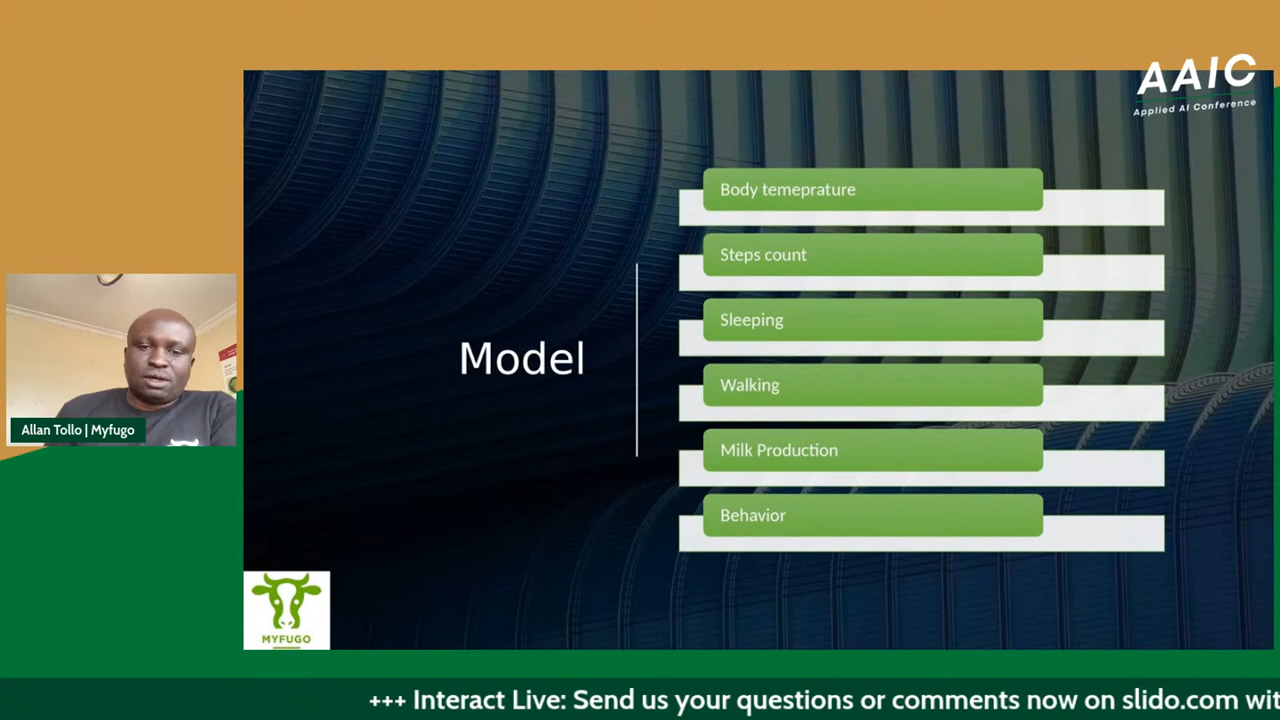 AAIC
Applied AI Conference
Body temeprature
Steps count
Sleeping
Model
Walking
Milk Production
Behavior
Allan Tollo | Myfugo
MYFUGO
+++ Interact Live: Send us your questions or comments now on slido.com wit